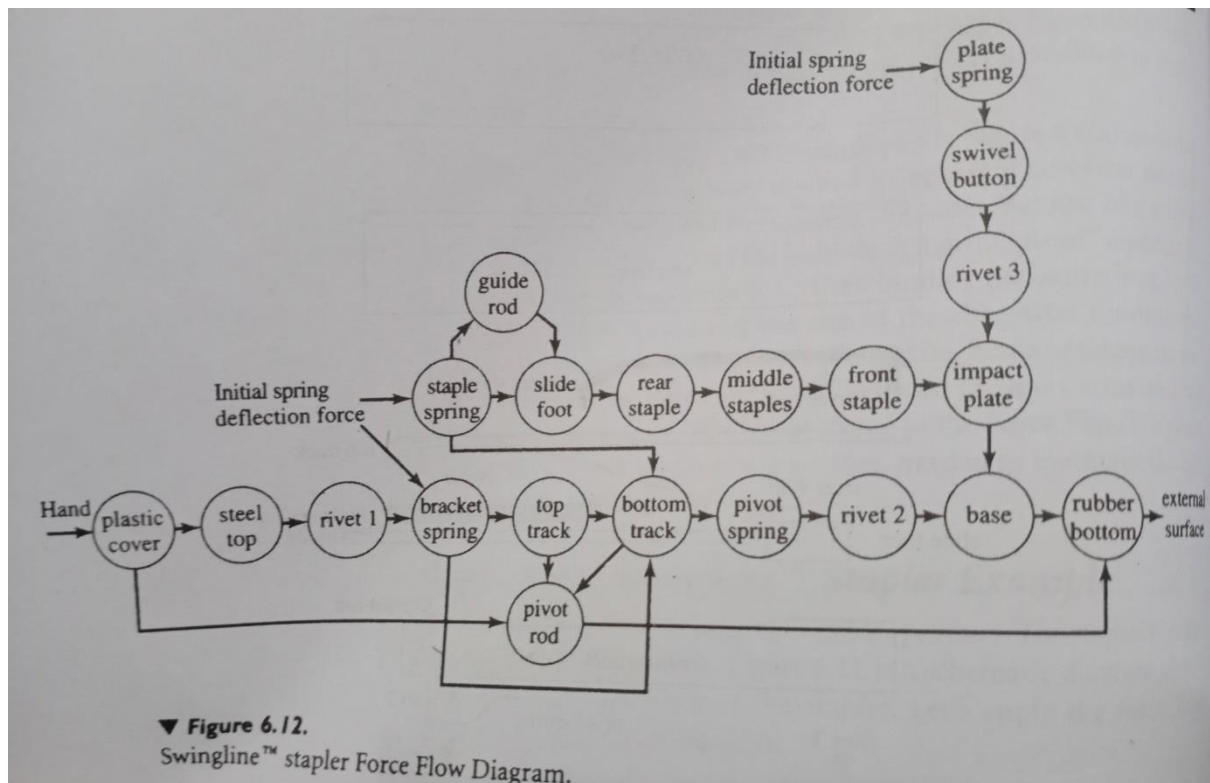 Initial spring
deflection force
plate
spring
swivel
button
rivet 3
guide
rod
Initial spring
deflection force
staple
spring
slide
foot
rear
staple
middle
staples
front
staple
impact
plate
Hand
plastic
cover
steel
top
rivet 1
bracket
spring
top
track
bottom
track
pivot
spring
rivet 2
base
rubber
bottom
external
surface
pivot
rod
▼ Figure 6.12.
Swingline™ stapler Force Flow Diagram.